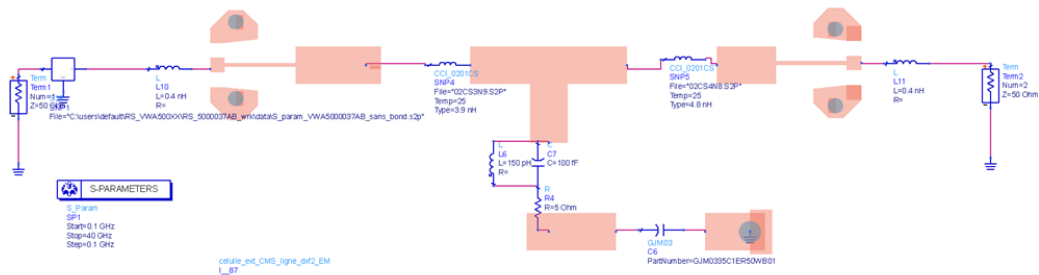 Term
Term1
Num=1
Z=50 Ohm
File="C:\users\default\RS_VWA500XX\RS_5000037AB_wrk\data\S_param_VWA5000037AB_sans_bond.s2p"
L
L10
L=0.4 nH
R=
CCI_0201CS
SNP4
File="02CS3N9.S2P"
Temp=25
Type=3.9 nH
CCI_0201CS
SNP5
File="02CS4N8.S2P"
Temp=25
Type=4.8 nH
L
L11
L=0.4 nH
R=
Term
Term2
Num=2
Z=50 Ohm
L
L6
L=150 pH
R=
C
C7
C=100 fF
R
R4
R=5 Ohm
GJM03
C6
PartNumber=GJM0335C1ER50WB01
S-PARAMETERS
S_Param
SP1
Start=0.1 GHz
Stop=40 GHz
Step=0.1 GHz
cellule_ext_CMS_ligne_dxf2_EM
I__87